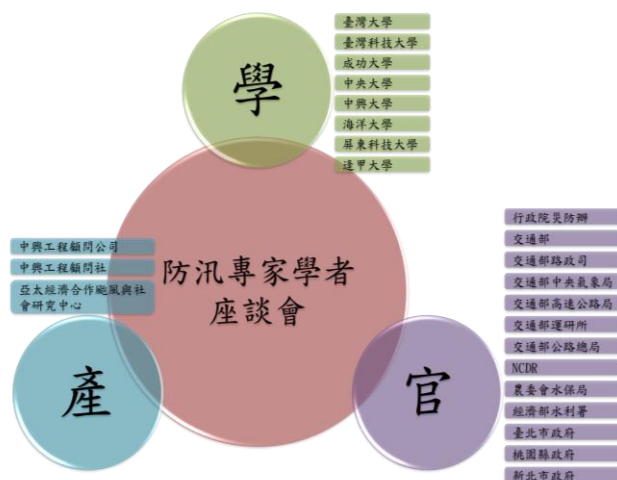 學
臺灣大學
臺灣科技大學
成功大學
中央大學
中興大學
海洋大學
屏東科技大學
逢甲大學
防汛專家學者
座談會
中興工程顧問公司
中興工程顧問社
亞太經濟合作颱風與社
會研究中心
產
官
行政院災防辦
交通部
交通部路政司
交通部中央氣象局
交通部高速公路局
交通部運研所
交通部公路總局
NCDR
農委會水保局
經濟部水利署
臺北市政府
桃園縣政府
新北市政府